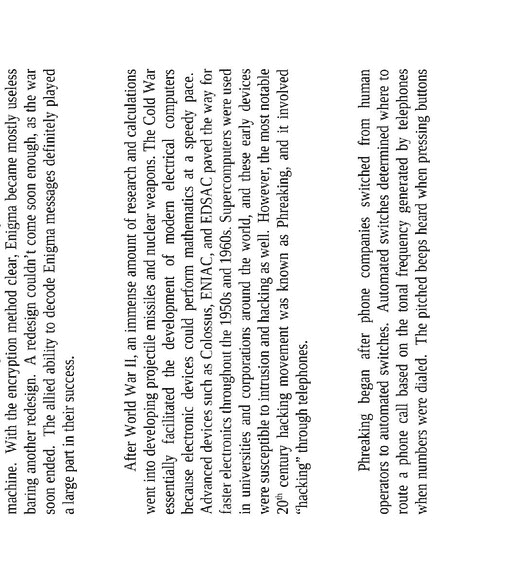 machine. With the encryption method clear, Enigma became mostly useless
baring another redesign. A redesign couldn't come soon enough, as the war
soon ended. The allied ability to decode Enigma messages definitely played
a large part in their success.
After World War II, an immense amount of research and calculations
went into developing projectile missiles and nuclear weapons. The Cold War
essentially facilitated the development of modern electrical computers
because electronic devices could perform mathematics at a speedy pace.
Advanced devices such as Colossus, ENIAC, and EDSAC paved the way for
faster electronics throughout the 1950s and 1960s. Supercomputers were used
in universities and corporations around the world, and these early devices
were susceptible to intrusion and hacking as well. However, the most notable
20th century hacking movement was known as Phreaking, and it involved
“hacking” through telephones.
Phreaking began after phone companies switched from human
operators to automated switches. Automated switches determined where to
route a phone call based on the tonal frequency generated by telephones
when numbers were dialed. The pitched beeps heard when pressing buttons